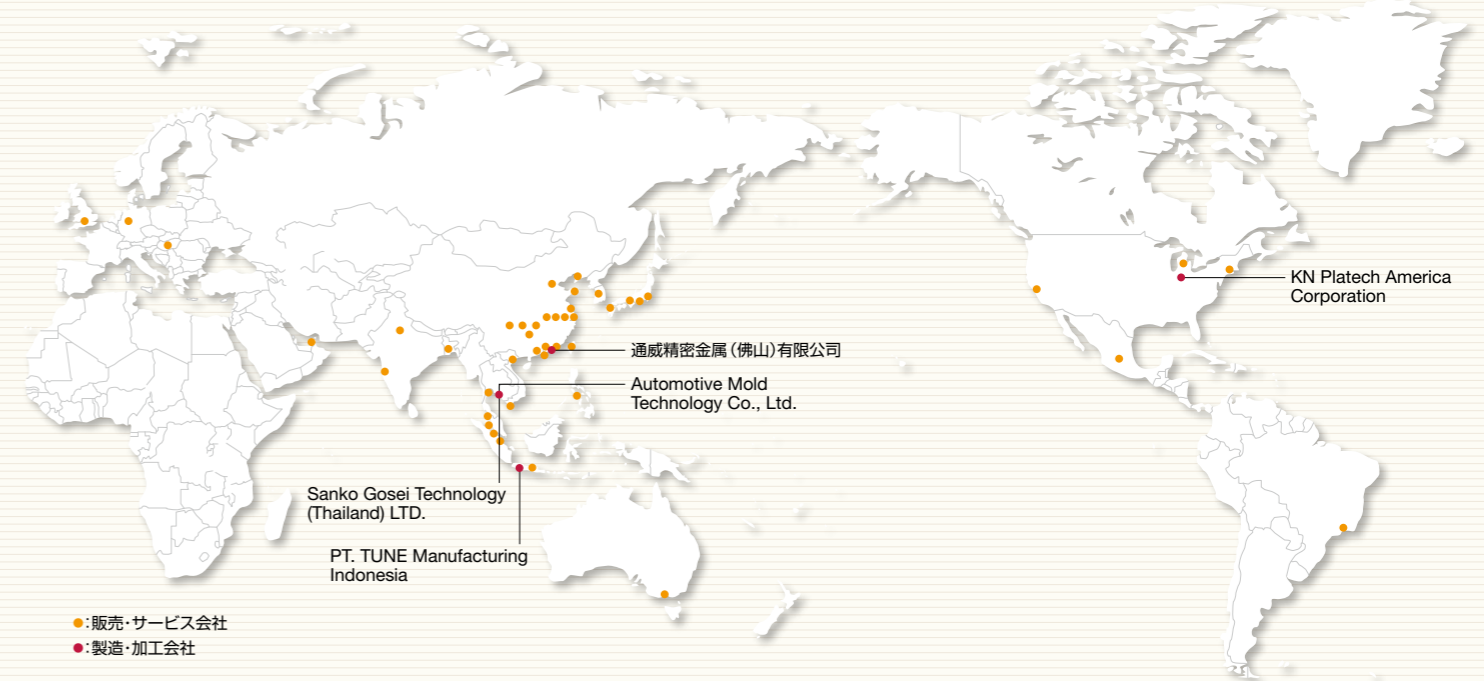 KN Platech America
Corporation
通威精密金属(佛山)有限公司
Automotive Mold
Technology Co., Ltd.
Sanko Gosei Technology
(Thailand) LTD.
PT. TUNE Manufacturing
Indonesia
●:販売・サービス会社
●:製造・加工会社